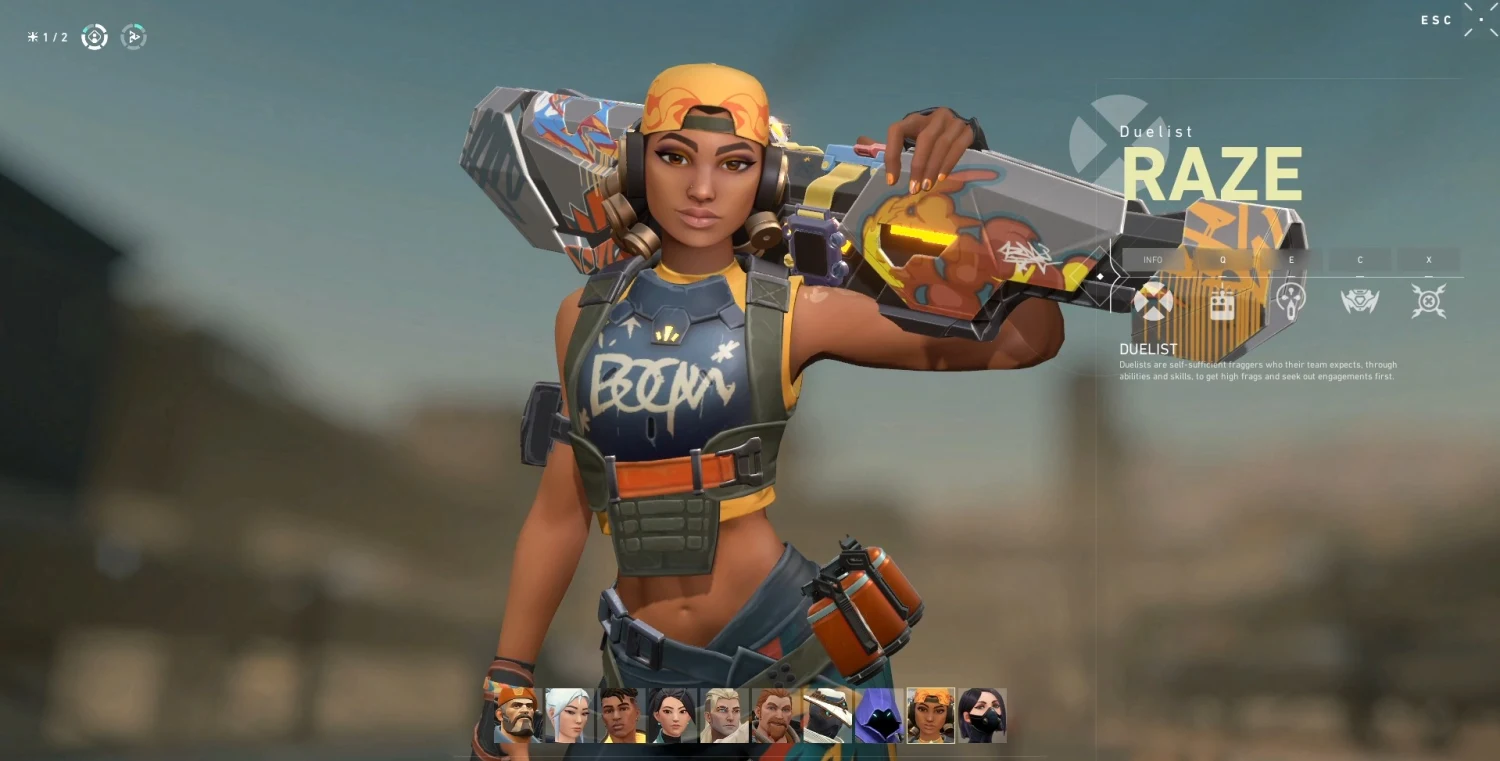 1 / 2
ESC
Duelist
RAZE
INFO Q E C X
BOOM
DUELIST
Duelists are self-sufficient fraggers who their team expects, through
abilities and skills, to get high frags and seek out engagements first.